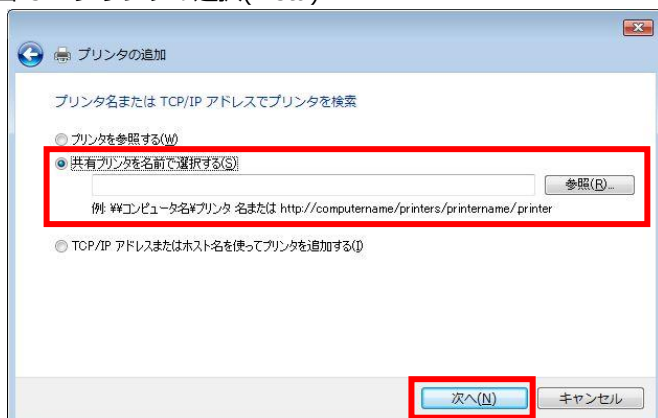 プリンタの追加
プリンタ名または TCP/IP アドレスでプリンタを検索
プリンタを参照する(W)
共有プリンタを名前で選択する(S)
参照(R)...
例: ¥¥コンピュータ名¥プリンタ 名または http://computername/printers/printername/printer
TCP/IP アドレスまたはホスト名を使ってプリンタを追加する(I)
次へ(N) キャンセル